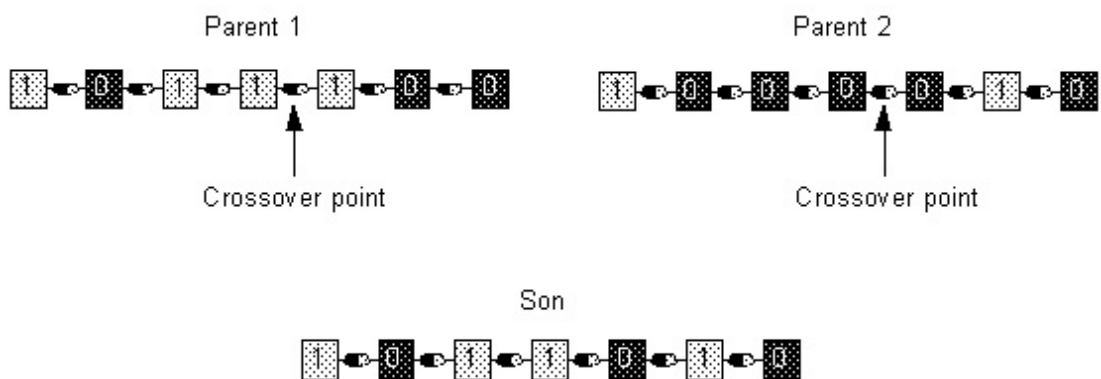 Parent 1
Parent 2
1 0 1 1 1 0 0
1 0 0 0 0 1 0
Crossover point
Crossover point
Son
1 0 1 1 0 1 0